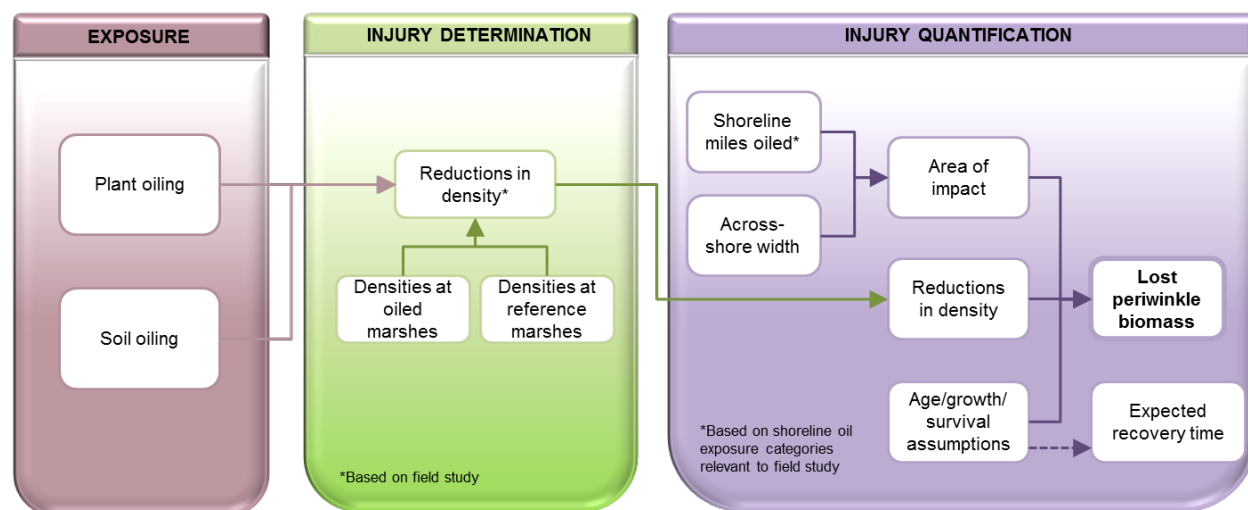 EXPOSURE
Plant oiling
Soil oiling
INJURY DETERMINATION
Reductions in
density*
Densities at
oiled
marshes
Densities at
reference
marshes
*Based on field study
INJURY QUANTIFICATION
Shoreline
miles oiled*
Across-
shore width
Area of
impact
Reductions
in density
Age/growth/
survival
assumptions
Lost
periwinkle
biomass
Expected
recovery time
*Based on shoreline oil
exposure categories
relevant to field study